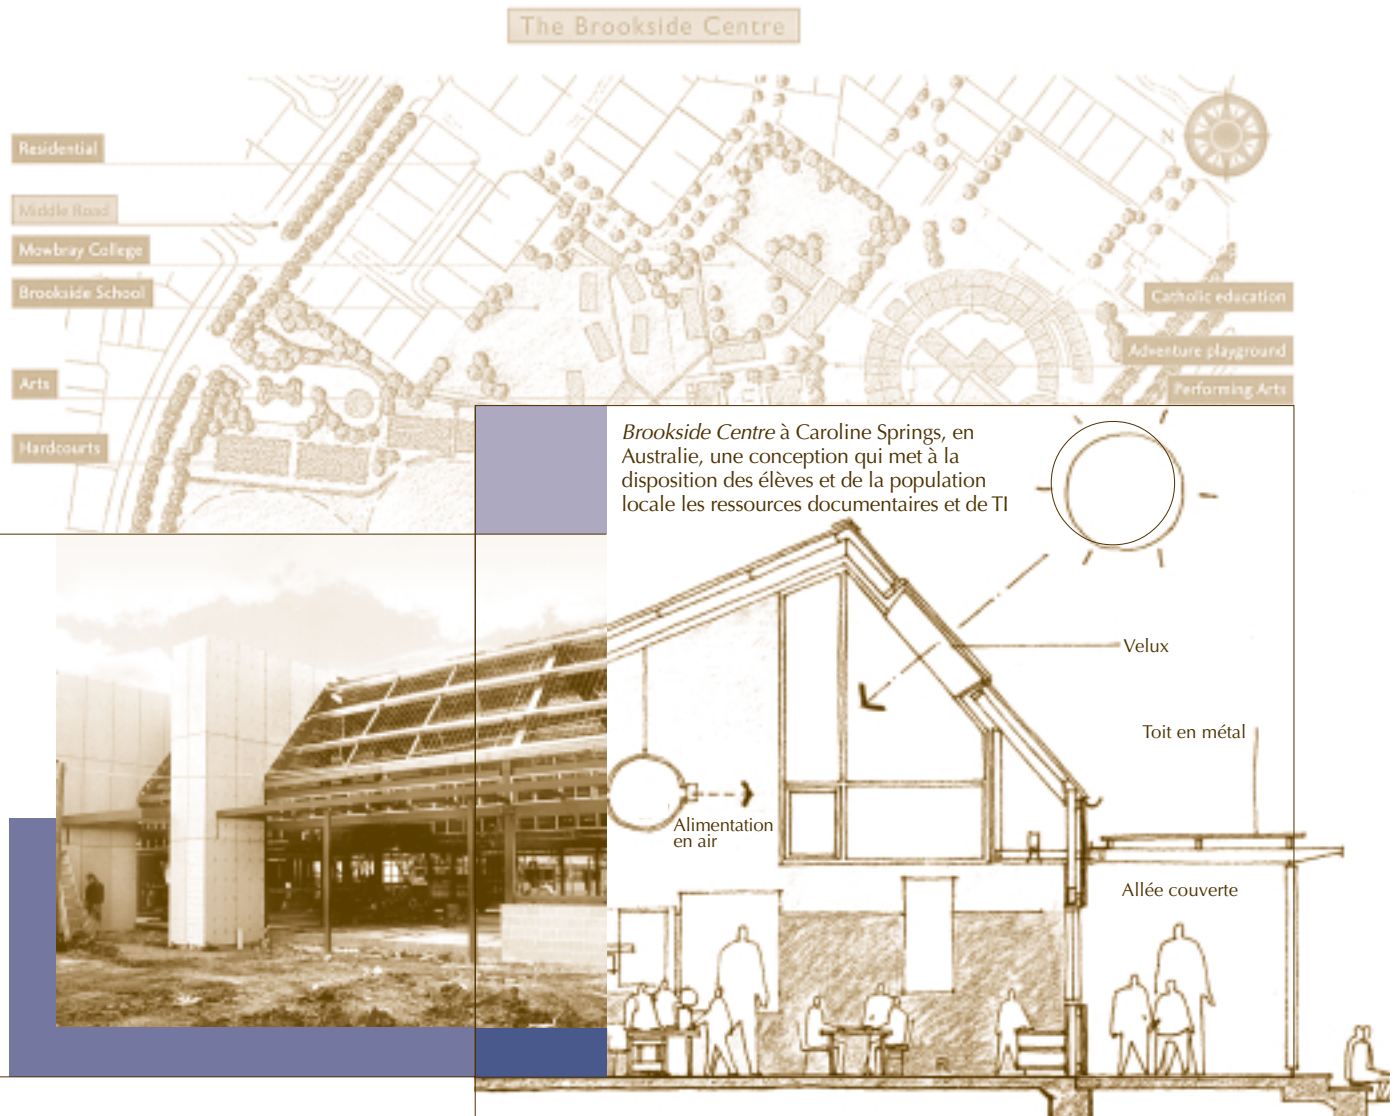 The Brookside Centre
N
Residential
Middle Road
Mowbray College
Brookside School
Arts
Hardcourts
Catholic education
Adventure playground
Performing Arts
Brookside Centre à Caroline Springs, en
Australie, une conception qui met à la
disposition des élèves et de la population
locale les ressources documentaires et de TI
Velux
Toit en métal
Alimentation
en air
Allée couverte